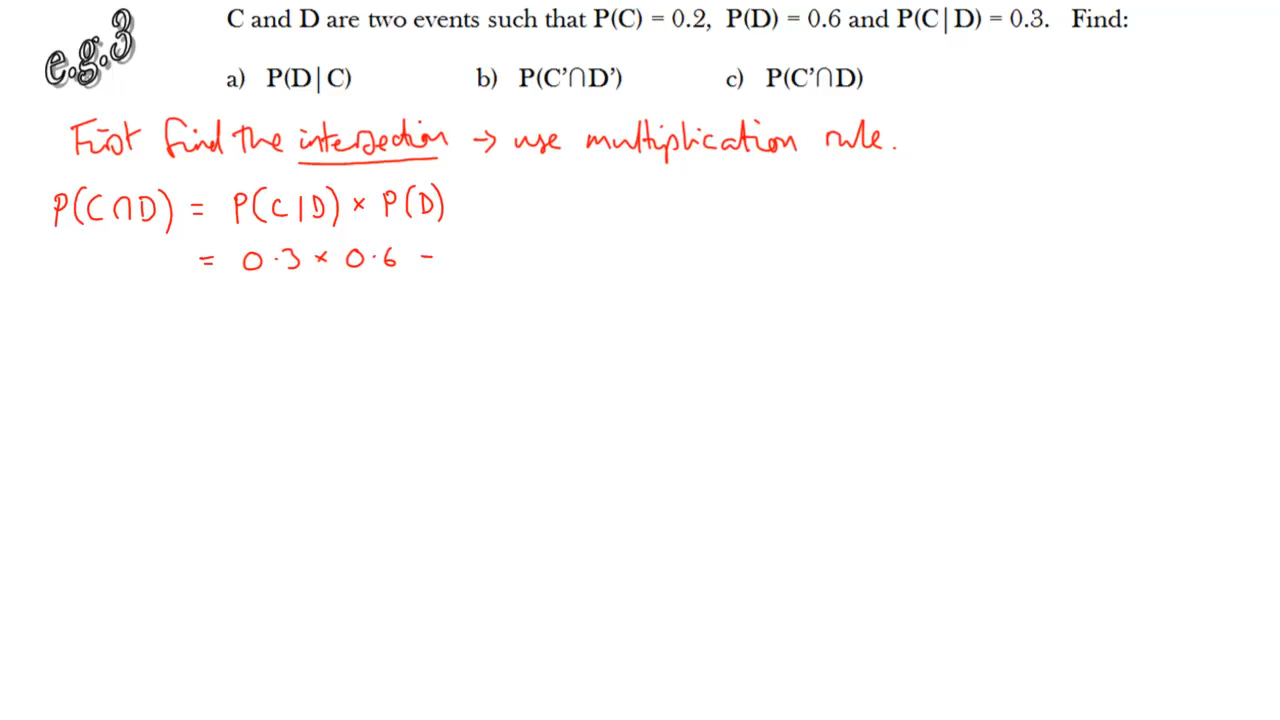 e.g.3
C and D are two events such that P(C) = 0.2, P(D) = 0.6 and P(C|D) = 0.3. Find:
a) P(D|C) b) P(C’∩D’) c) P(C’∩D)
First find the intersection → use multiplication rule.
P(C∩D) = P(C|D) × P(D)
= 0.3 × 0.6 -